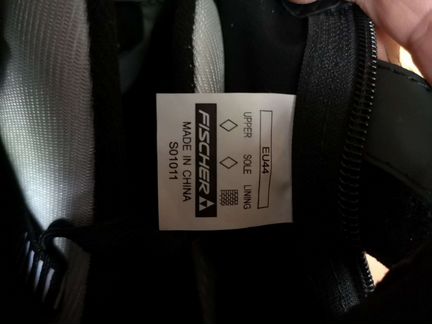 EU44
UPPER SOLE LINING
FISCHER
MADE IN CHINA
S01011